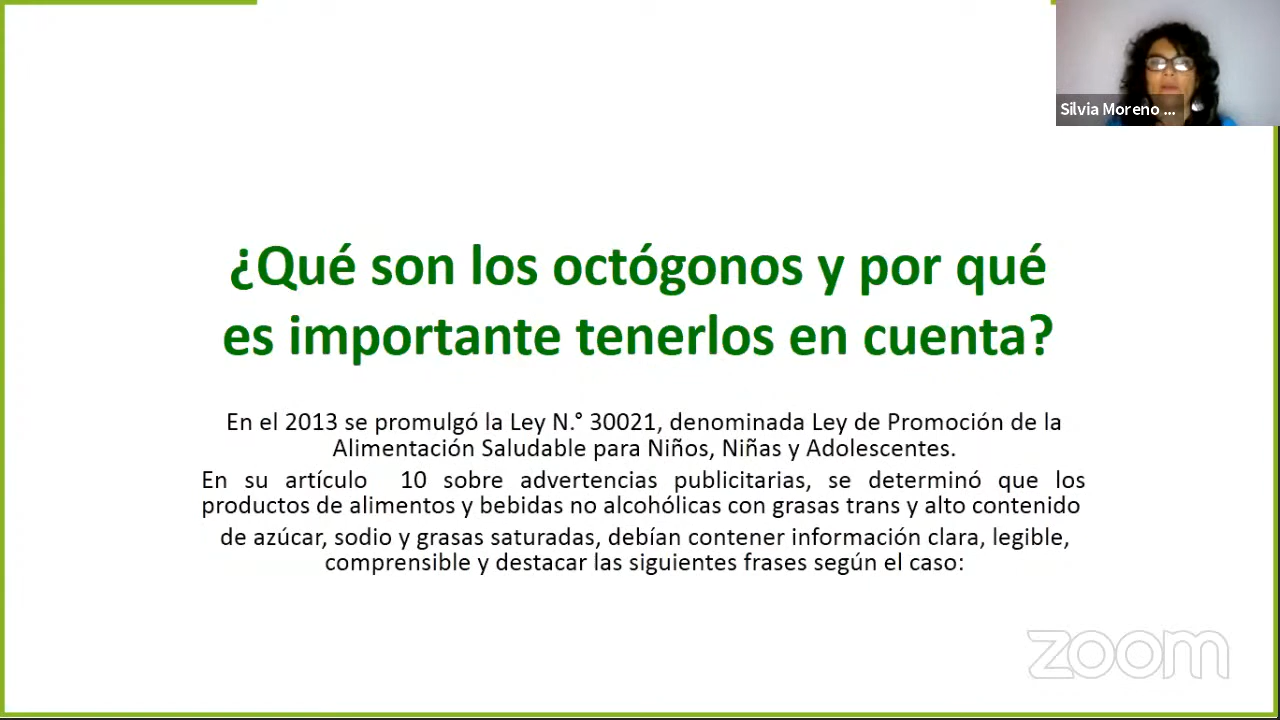 Silvia Moreno ...
¿Qué son los octógonos y por qué
es importante tenerlos en cuenta?
En el 2013 se promulgó la Ley N.° 30021, denominada Ley de Promoción de la
Alimentación Saludable para Niños, Niñas y Adolescentes.
En su artículo 10 sobre advertencias publicitarias, se determinó que los
productos de alimentos y bebidas no alcohólicas con grasas trans y alto contenido
de azúcar, sodio y grasas saturadas, debían contener información clara, legible,
comprensible y destacar las siguientes frases según el caso:
zoom